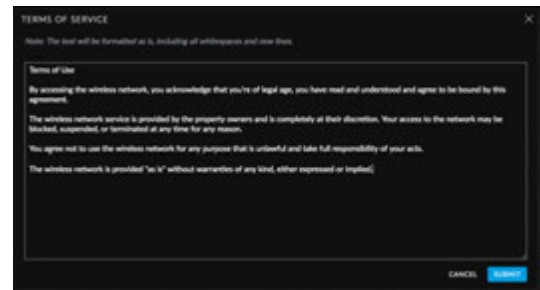 TERMS OF SERVICE
Note: The text will be formatted as is, including all whitespaces and new lines.
Terms of Use
By accessing the wireless network, you acknowledge that you're of legal age, you have read and understood and agree to be bound by this
agreement.
The wireless network service is provided by the property owners and is completely at their discretion. Your access to the network may be
blocked, suspended, or terminated at any time for any reason.
You agree not to use the wireless network for any purpose that is unlawful and take full responsibility of your acts.
The wireless network is provided "as is" without warranties of any kind, either expressed or implied.
CANCEL
SUBMIT